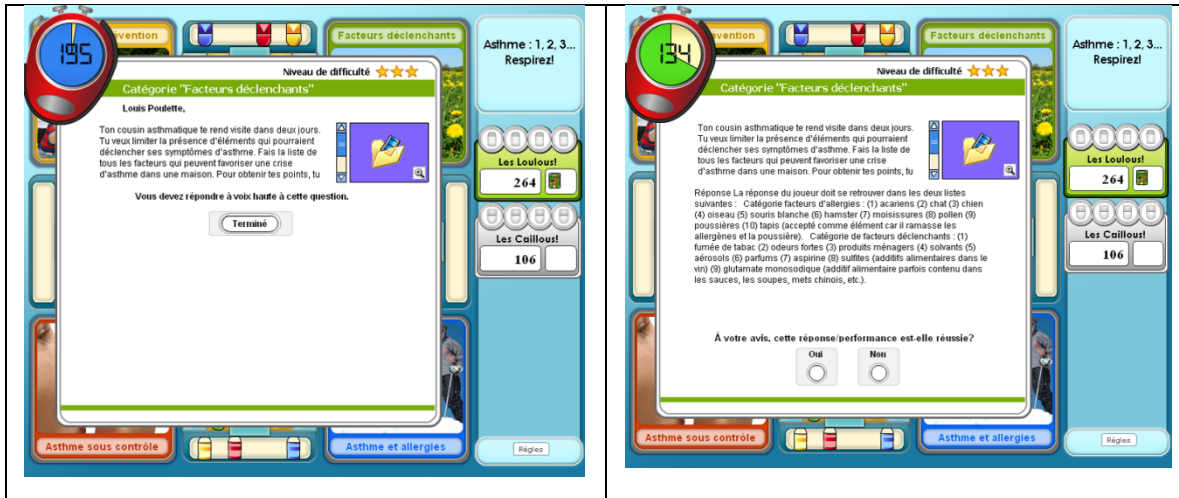 195
évention
Facteurs déclenchants
Asthme : 1, 2, 3...
Respirez!
Niveau de difficulté
Catégorie "Facteurs déclenchants"
Louis Poulette,
Ton cousin asthmatique te rend visite dans deux jours.
Tu veux limiter la présence d'éléments qui pourraient
déclencher ses symptômes d'asthme. Fais la liste de
tous les facteurs qui peuvent favoriser une crise
d'asthme dans une maison. Pour obtenir tes points, tu
Vous devez répondre à voix haute à cette question.
Terminé
Les Loulous!
264
Les Caillous!
106
Asthme sous contrôle
Asthme et allergies
Règles
134
vention
Facteurs déclenchants
Asthme : 1, 2, 3...
Respirez!
Niveau de difficulté
Catégorie "Facteurs déclenchants"
Ton cousin asthmatique te rend visite dans deux jours.
Tu veux limiter la présence d'éléments qui pourraient
déclencher ses symptômes d'asthme. Fais la liste de
tous les facteurs qui peuvent favoriser une crise
d'asthme dans une maison. Pour obtenir tes points, tu
Réponse La réponse du joueur doit se retrouver dans les deux listes
suivantes : Catégorie facteurs d'allergies : (1) acariens (2) chat (3) chien
(4) oiseau (5) souris blanche (6) hamster (7) moisissures (8) pollen (9)
poussières (10) tapis (accepté comme élément car il ramasse les
allergènes et la poussière). Catégorie de facteurs déclenchants : (1)
fumée de tabac (2) odeurs fortes (3) produits ménagers (4) solvants (5)
aérosols (6) parfums (7) aspirine (8) sulfites (additifs alimentaires dans le
vin) (9) glutamate monosodique (additif alimentaire parfois contenu dans
les sauces, les soupes, mets chinois, etc.).
À votre avis, cette réponse/performance est-elle réussie?
Oui
Non
Les Loulous!
264
Les Caillous!
106
Asthme sous contrôle
Asthme et allergies
Règles